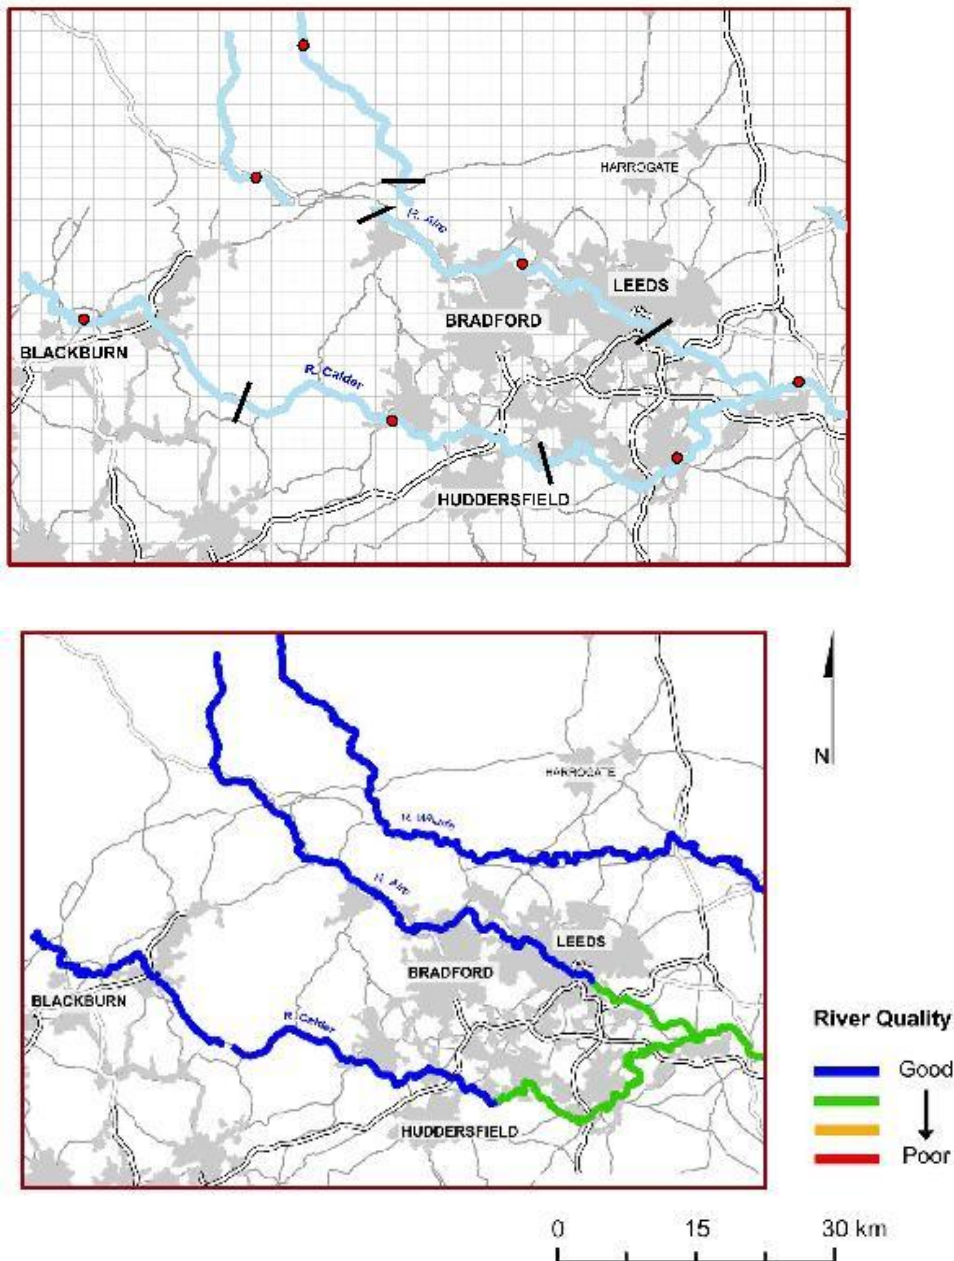 HARROGATE
R. Aire
LEEDS
BRADFORD
BLACKBURN
R. Calder
HUDDERSFIELD
HARROGATE
N
R. Wharfe
R. Aire
LEEDS
BRADFORD
BLACKBURN
R. Calder
HUDDERSFIELD
River Quality
Good
Poor
0 15 30 km